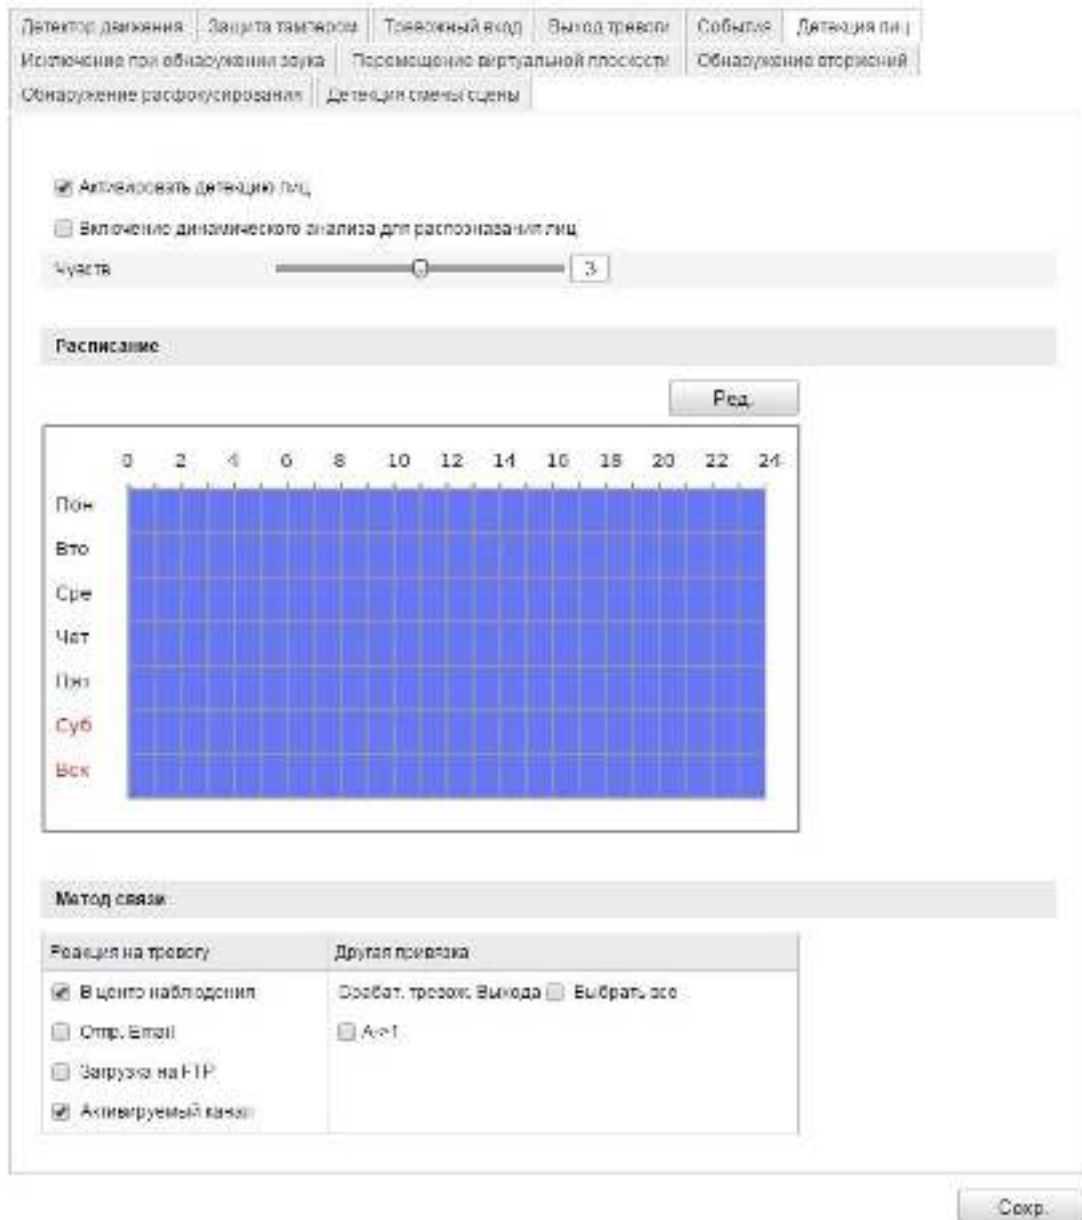 Детектор движения Защита тампером Тревожный вход Выход тревоги События Детекция лиц
Исключение при обнаружении звука Перемещение виртуальной плоскости Обнаружение вторжений
Обнаружение расфокусирования Детекция смены сцены
Активировать детекцию лиц
Включение динамического анализа для распознавания лиц
Чувств 3
Расписание
Ред.
0 2 4 6 8 10 12 14 16 18 20 22 24
Пон
Вто
Сре
Чет
Пят
Суб
Вск
Метод связи
Реакция на тревогу Другая привязка
В центр наблюдения Срабат. тревож. Выхода Выбрать все
Отпр. Email A->1
Загрузка на FTP
Активируемый канал
Сохр.